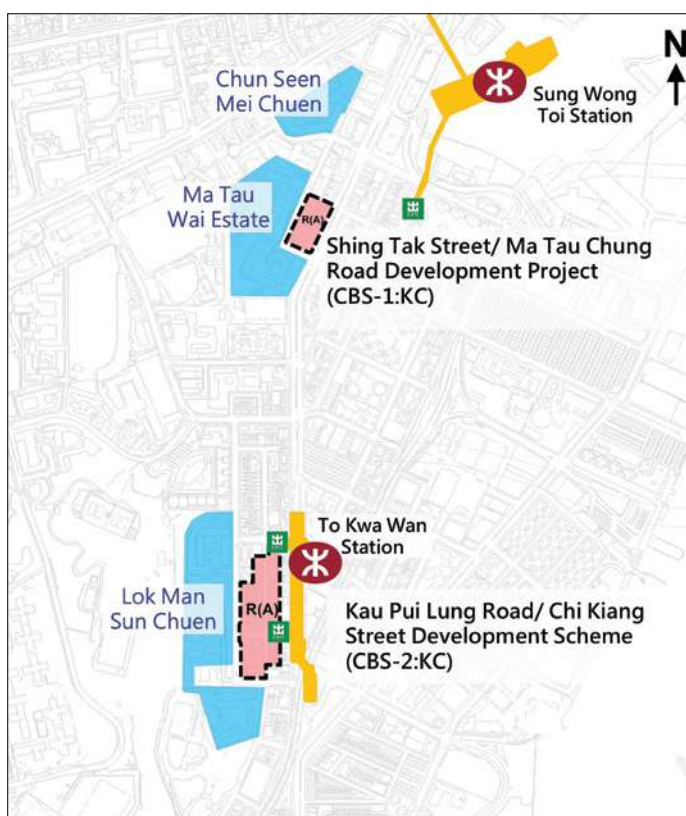 N
Chun Seen
Mei Chuen
Sung Wong
Toi Station
Ma Tau
Wai Estate
R(A)
Shing Tak Street/ Ma Tau Chung
Road Development Project
(CBS-1:KC)
To Kwa Wan
Station
Lok Man
Sun Chuen
R(A)
Kau Pui Lung Road/ Chi Kiang
Street Development Scheme
(CBS-2:KC)